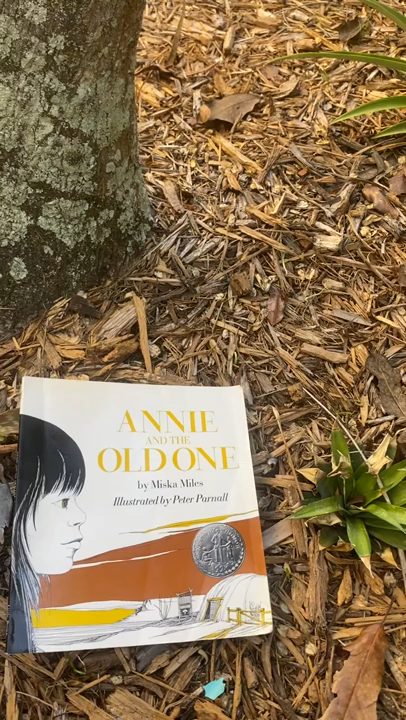 ANNIE
AND THE
OLD ONE
by Miska Miles
Illustrated by Peter Parnall